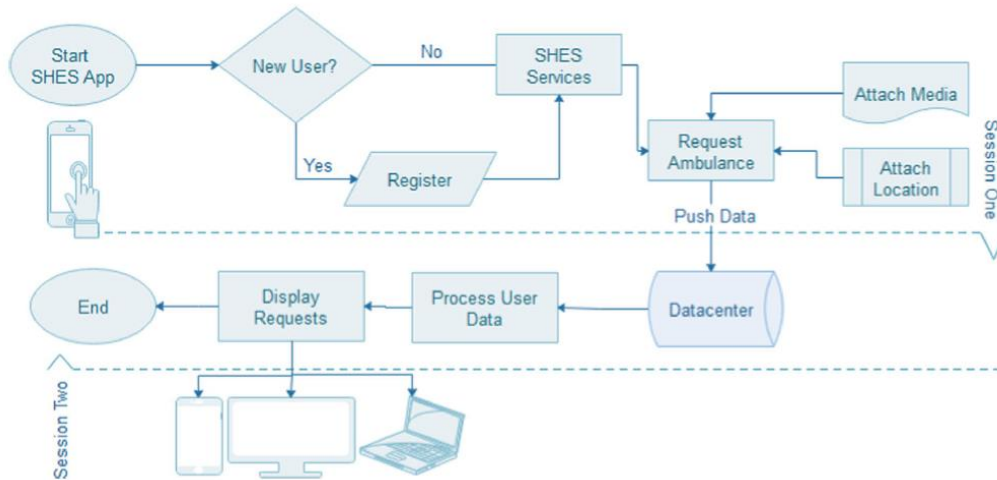 Start
SHES App
New User?
No
SHES
Services
Yes
Register
Request
Ambulance
Attach Media
Attach
Location
Session One
Push Data
End
Display
Requests
Process User
Data
Datacenter
Session Two